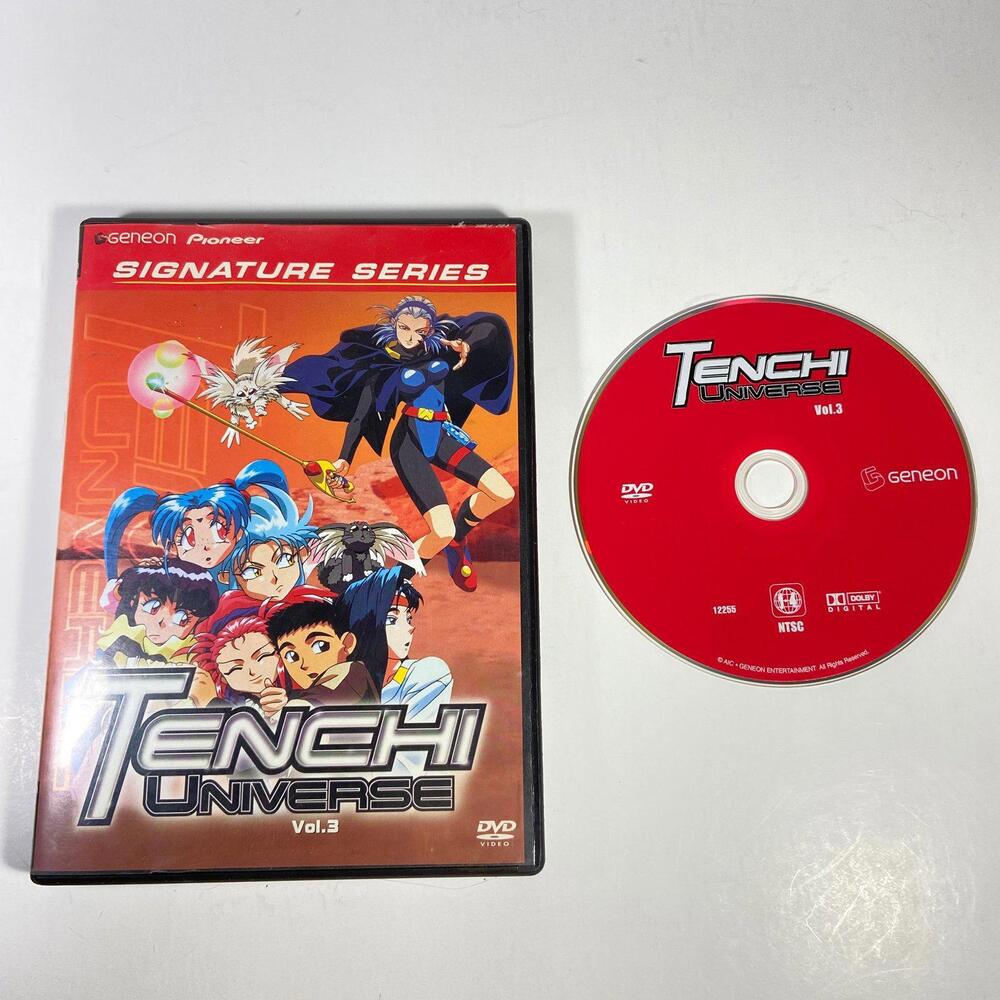 GENEON Pioneer
SIGNATURE SERIES
TENCHI
UNIVERSE
Vol.3
DVD
VIDEO
TENCHI
UNIVERSE
Vol.3
DVD
VIDEO
GENEON
12255
NTSC
DOLBY
DIGITAL
© AIC • GENEON ENTERTAINMENT. All Rights Reserved.